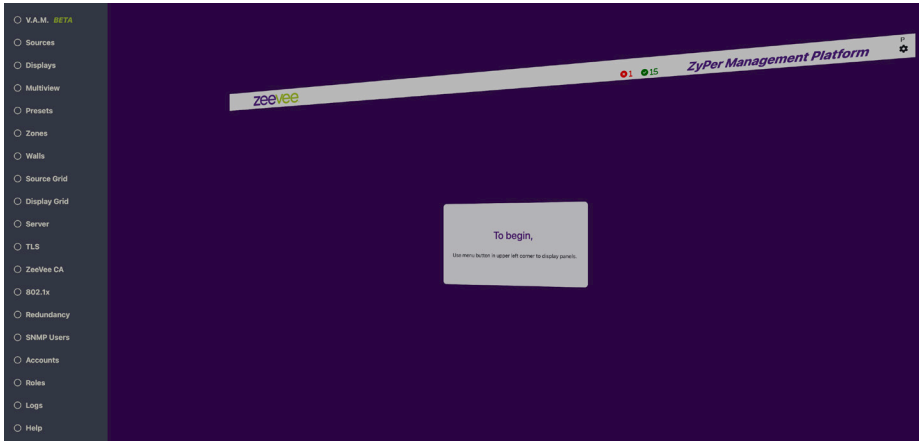 V.A.M. BETA
Sources
Displays
Multiview
Presets
Zones
Walls
Source Grid
Display Grid
Server
TLS
ZeeVee CA
802.1x
Redundancy
SNMP Users
Accounts
Roles
Logs
Help
zeevee
1 15
ZyPer Management Platform
P
To begin,
Use menu button in upper left corner to display panels.